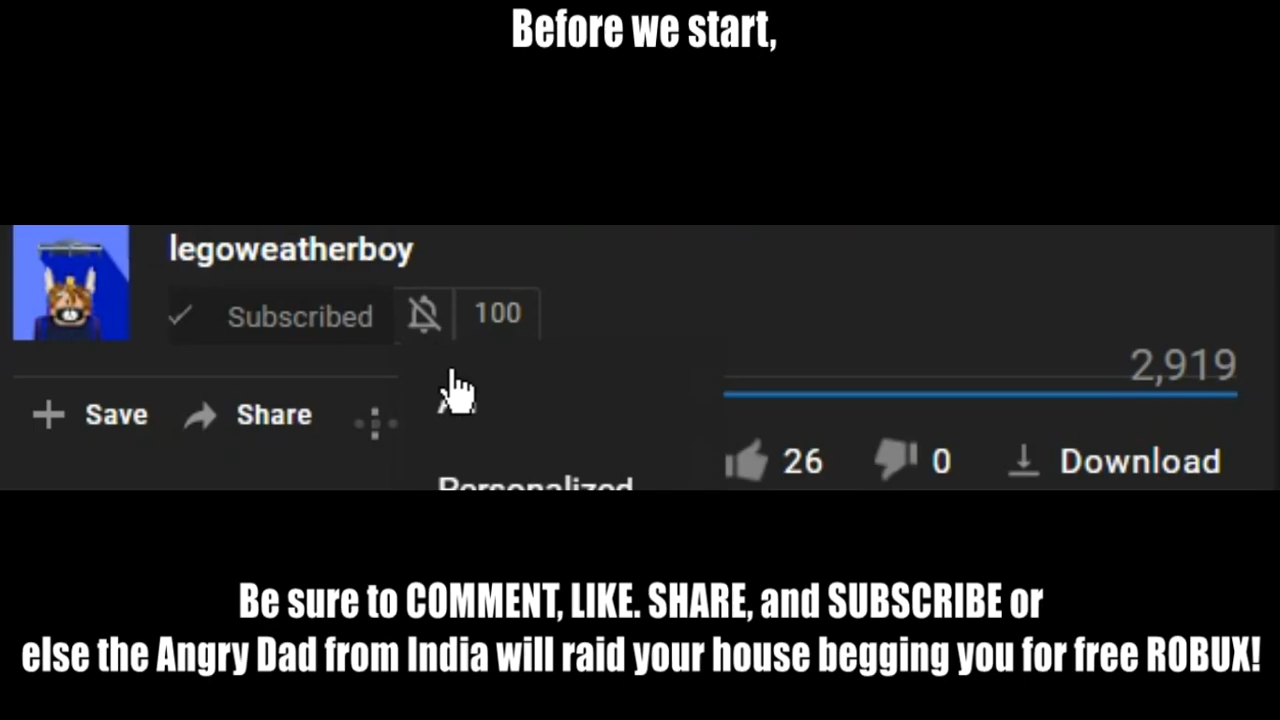 Before we start,
legoweatherboy
Subscribed
100
2,919
Save
Share
26
0
Download
Personalized
Be sure to COMMENT, LIKE. SHARE, and SUBSCRIBE or
else the Angry Dad from India will raid your house begging you for free ROBUX!